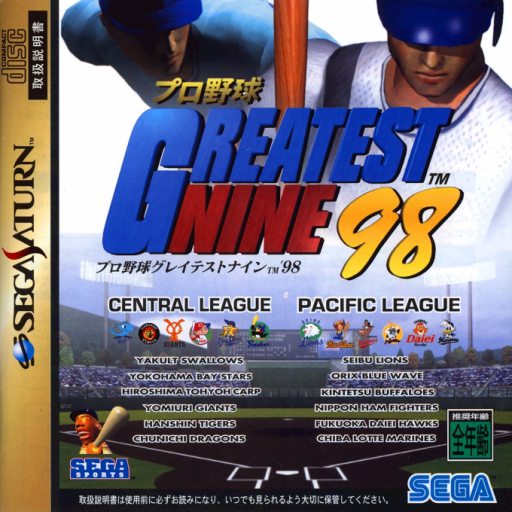 COMPACT
disc
取扱説明書
SEGA SATURN™
プロ野球
GREATEST
NINE 98™
プロ野球グレイテストナイン™'98
CENTRAL LEAGUE
YAKULT SWALLOWS
YOKOHAMA BAY STARS
HIROSHIMA TOHYOH CARP
YOMIURI GIANTS
HANSHIN TIGERS
CHUNICHI DRAGONS
PACIFIC LEAGUE
SEIBU LIONS
ORIX BLUE WAVE
KINTETSU BUFFALOES
NIPPON HAM FIGHTERS
FUKUOKA DAIEI HAWKS
CHIBA LOTTE MARINES
GIANTS
Daiei
推奨年齢
全年齢
SEGA
SPORTS
SEGA
取扱説明書は使用前に必ずお読みになり、いつでも見られるよう大切に保管してください。